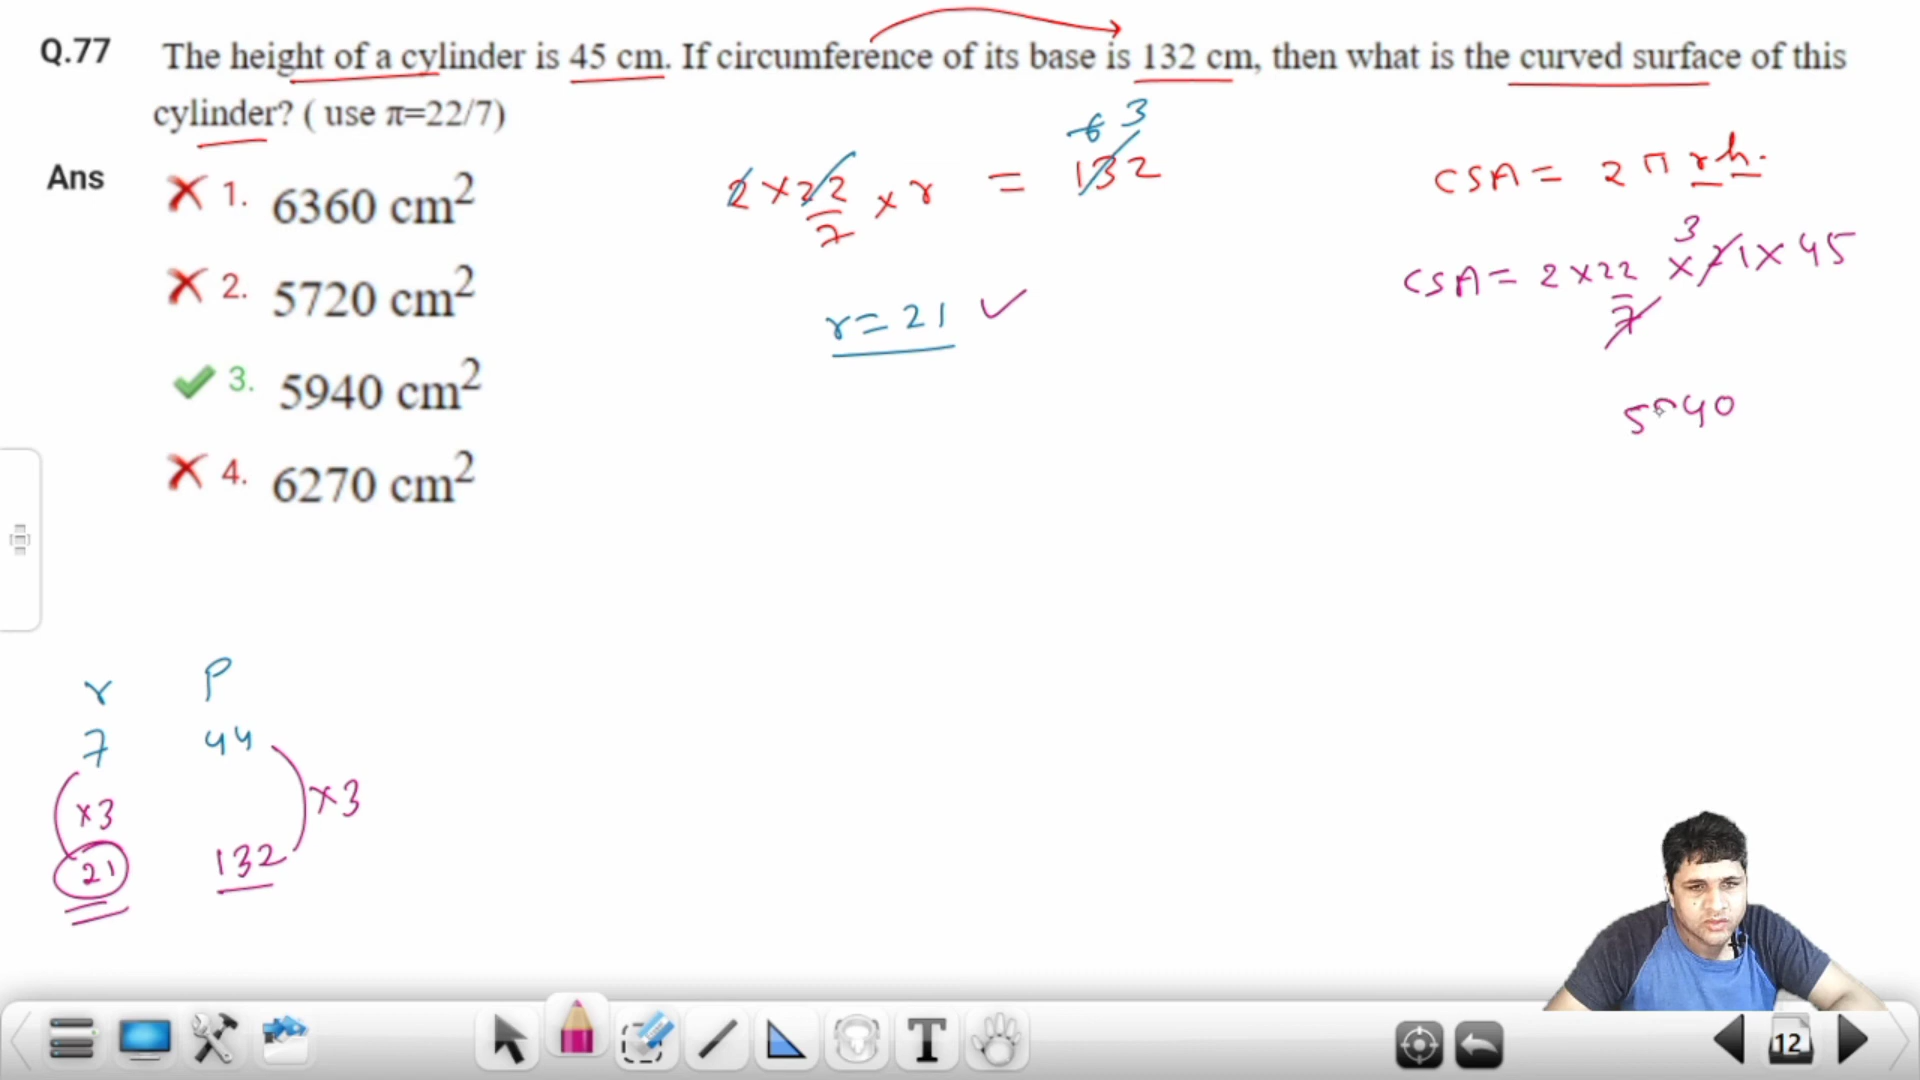 Q.77 The height of a cylinder is 45 cm. If circumference of its base is 132 cm, then what is the curved surface of this
cylinder? ( use π=22/7)
Ans
1. 6360 cm²
2. 5720 cm²
3. 5940 cm²
4. 6270 cm²
6 3
2 × 22/7 × r = 132
r = 21 ✓
CSA = 2 π r h.
3
CSA = 2 × 22/7 × 21 × 45
r P
7 44
×3 ×3
21 132
12
T